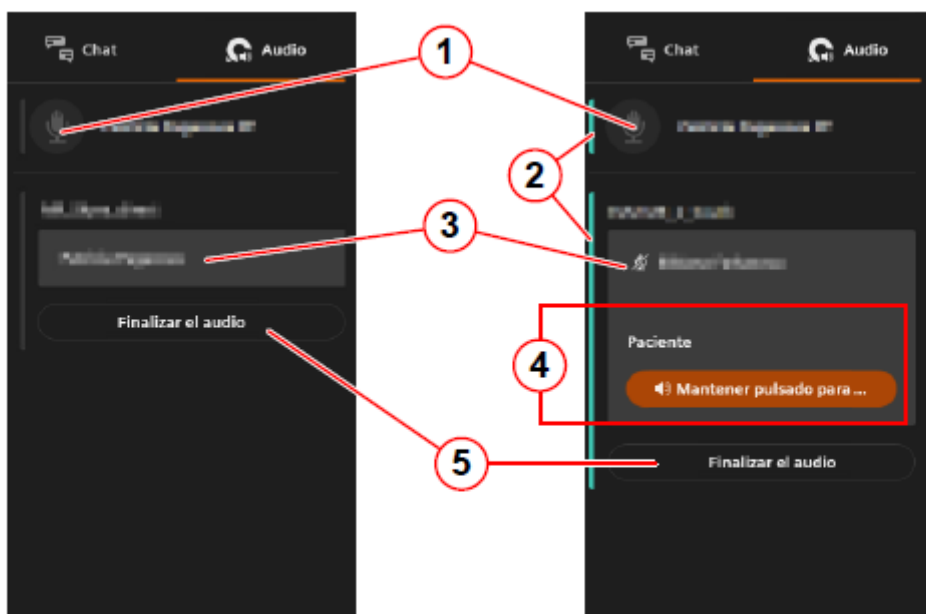 Chat Audio
Finalizar el audio
1
2
3
4
5
Chat Audio
Paciente
Mantener pulsado para ...
Finalizar el audio